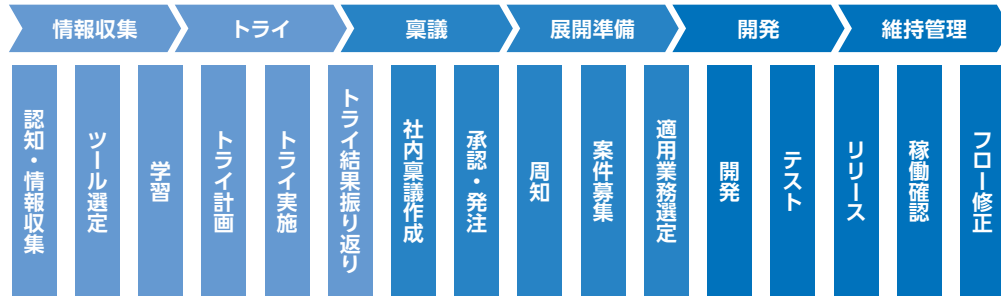 情報収集
トライ
稟議
展開準備
開発
維持管理
認知・情報収集
ツール選定
学習
トライ計画
トライ実施
トライ結果振り返り
社内稟議作成
承認・発注
周知
案件募集
適用業務選定
開発
テスト
リリース
稼働確認
フロー修正